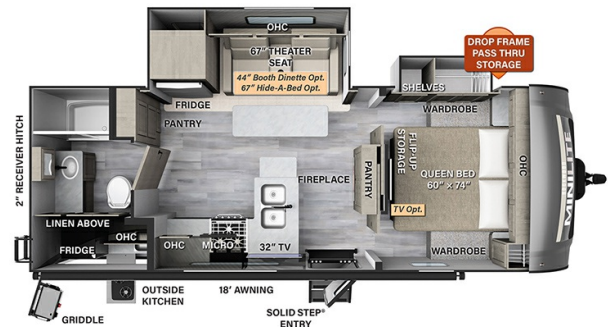 OHC
67" THEATER
SEAT
44" Booth Dinette Opt.
67" Hide-A-Bed Opt.
DROP FRAME
PASS THRU
STORAGE
SHELVES
WARDROBE
FRIDGE
PANTRY
2" RECEIVER HITCH
FLIP-UP
STORAGE
QUEEN BED
60" x 74"
OHC
MINILITE
FIREPLACE
PANTRY
TV Opt.
LINEN ABOVE
FRIDGE
OHC
OHC
MICRO
32" TV
WARDROBE
OUTSIDE
KITCHEN
18' AWNING
SOLID STEP®
ENTRY
GRIDDLE